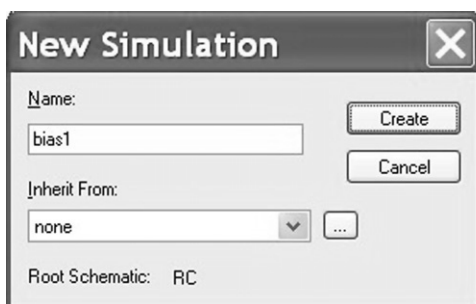 New Simulation
Name:
Create
bias1
Cancel
Inherit From:
none
...
Root Schematic: RC